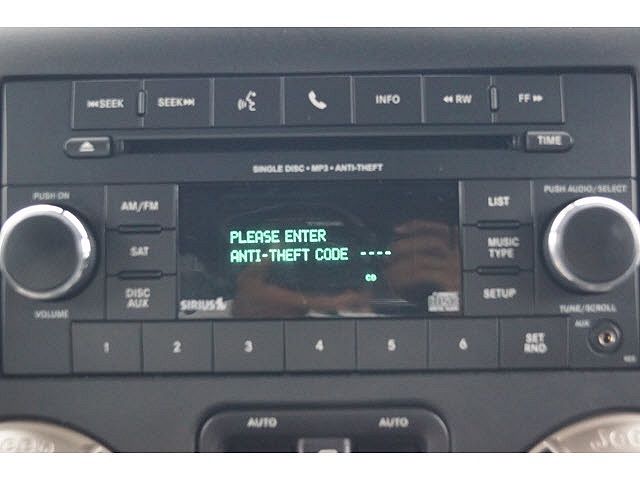 SEEK
SEEK
INFO
RW
FF
TIME
SINGLE DISC • MP3 • ANTI-THEFT
PUSH ON
AM/FM
LIST
PUSH AUDIO/SELECT
PLEASE ENTER
ANTI-THEFT CODE ----
SAT
MUSIC
TYPE
CD
DISC
AUX
SIRIUS
SETUP
VOLUME
TUNE/SCROLL
1
2
3
4
5
6
SET
RND
AUX
AUTO
AUTO
Jeep